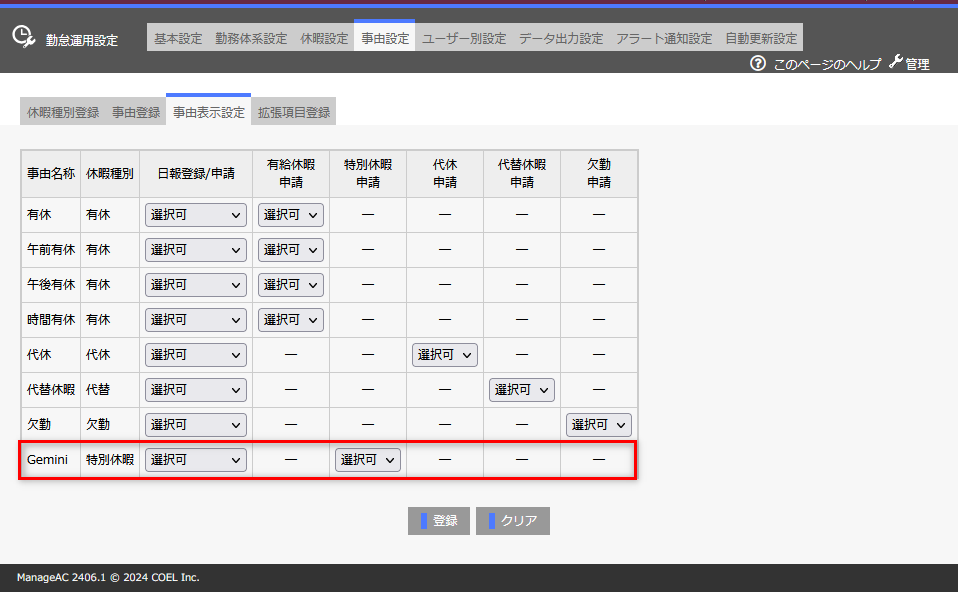 勤怠運用設定
基本設定 勤務体系設定 休暇設定 事由設定 ユーザー別設定 データ出力設定 アラート通知設定 自動更新設定
このページのヘルプ 管理
休暇種別登録 事由登録 事由表示設定 拡張項目登録
事由名称 休暇種別 日報登録/申請 有給休暇申請 特別休暇申請 代休申請 代替休暇申請 欠勤申請
有休 有休 選択可 選択可 — — — —
午前有休 有休 選択可 選択可 — — — —
午後有休 有休 選択可 選択可 — — — —
時間有休 有休 選択可 選択可 — — — —
代休 代休 選択可 — — 選択可 — —
代替休暇 代替 選択可 — — — 選択可 —
欠勤 欠勤 選択可 — — — — 選択可
Gemini 特別休暇 選択可 — 選択可 — — —
登録 クリア
ManageAC 2406.1 © 2024 COEL Inc.